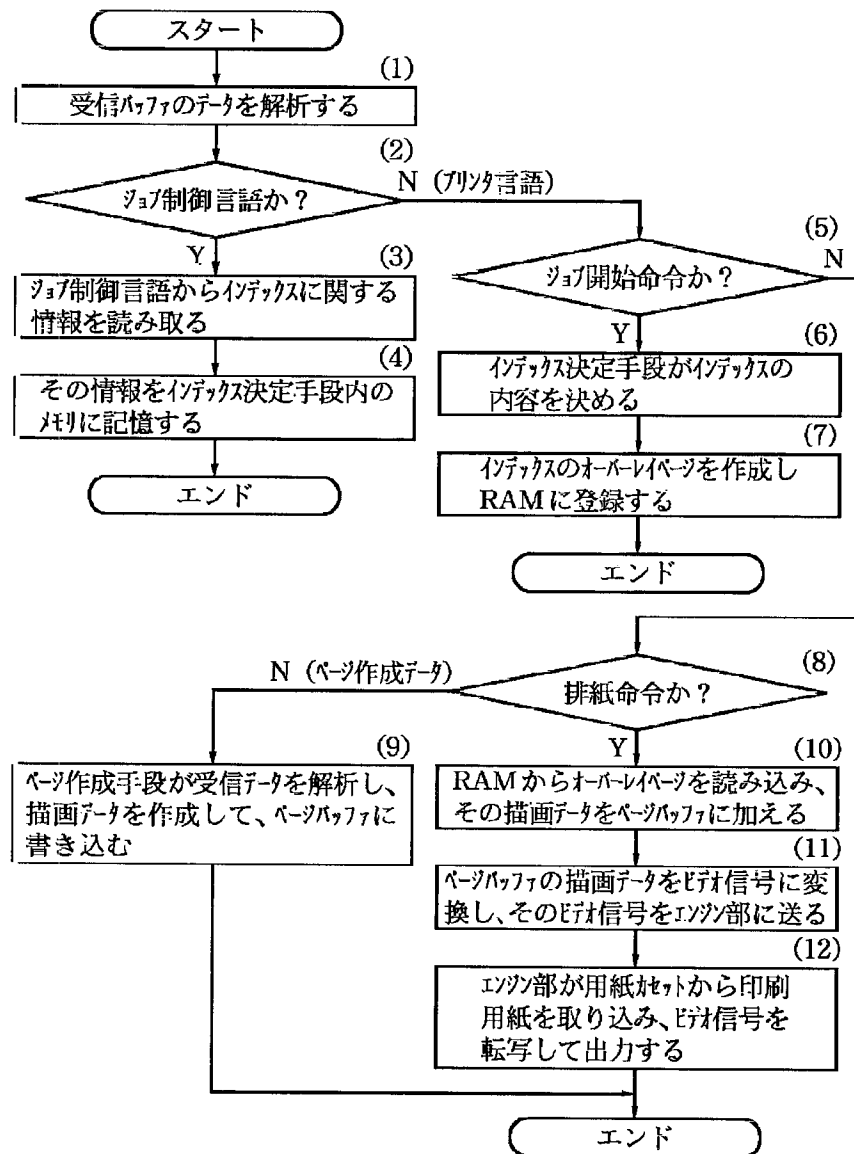 スタート
(1)
受信ﾊﾞｯﾌｧのﾃﾞｰﾀを解析する
(2)
ｼﾞｮﾌﾞ制御言語か？
N (ﾌﾟﾘﾝﾀ言語)
Y
(3)
ｼﾞｮﾌﾞ制御言語からｲﾝﾃﾞｯｸｽに関する
情報を読み取る
(4)
その情報をｲﾝﾃﾞｯｸｽ決定手段内の
ﾒﾓﾘに記憶する
エンド
(5)
ｼﾞｮﾌﾞ開始命令か？
N
Y
(6)
ｲﾝﾃﾞｯｸｽ決定手段がｲﾝﾃﾞｯｸｽの
内容を決める
(7)
ｲﾝﾃﾞｯｸｽのｵｰﾊﾞｰﾚｲﾍﾟｰｼﾞを作成し
RAMに登録する
エンド
(8)
排紙命令か？
N (ﾍﾟｰｼﾞ作成ﾃﾞｰﾀ)
Y
(9)
ﾍﾟｰｼﾞ作成手段が受信ﾃﾞｰﾀを解析し、
描画ﾃﾞｰﾀを作成して、ﾍﾟｰｼﾞﾊﾞｯﾌｧに
書き込む
(10)
RAMからｵｰﾊﾞｰﾚｲﾍﾟｰｼﾞを読み込み、
その描画ﾃﾞｰﾀをﾍﾟｰｼﾞﾊﾞｯﾌｧに加える
(11)
ﾍﾟｰｼﾞﾊﾞｯﾌｧの描画ﾃﾞｰﾀをﾋﾞﾃﾞｵ信号に変
換し、そのﾋﾞﾃﾞｵ信号をｴﾝｼﾞﾝ部に送る
(12)
ｴﾝｼﾞﾝ部が用紙ｶｾｯﾄから印刷
用紙を取り込み、ﾋﾞﾃﾞｵ信号を
転写して出力する
エンド